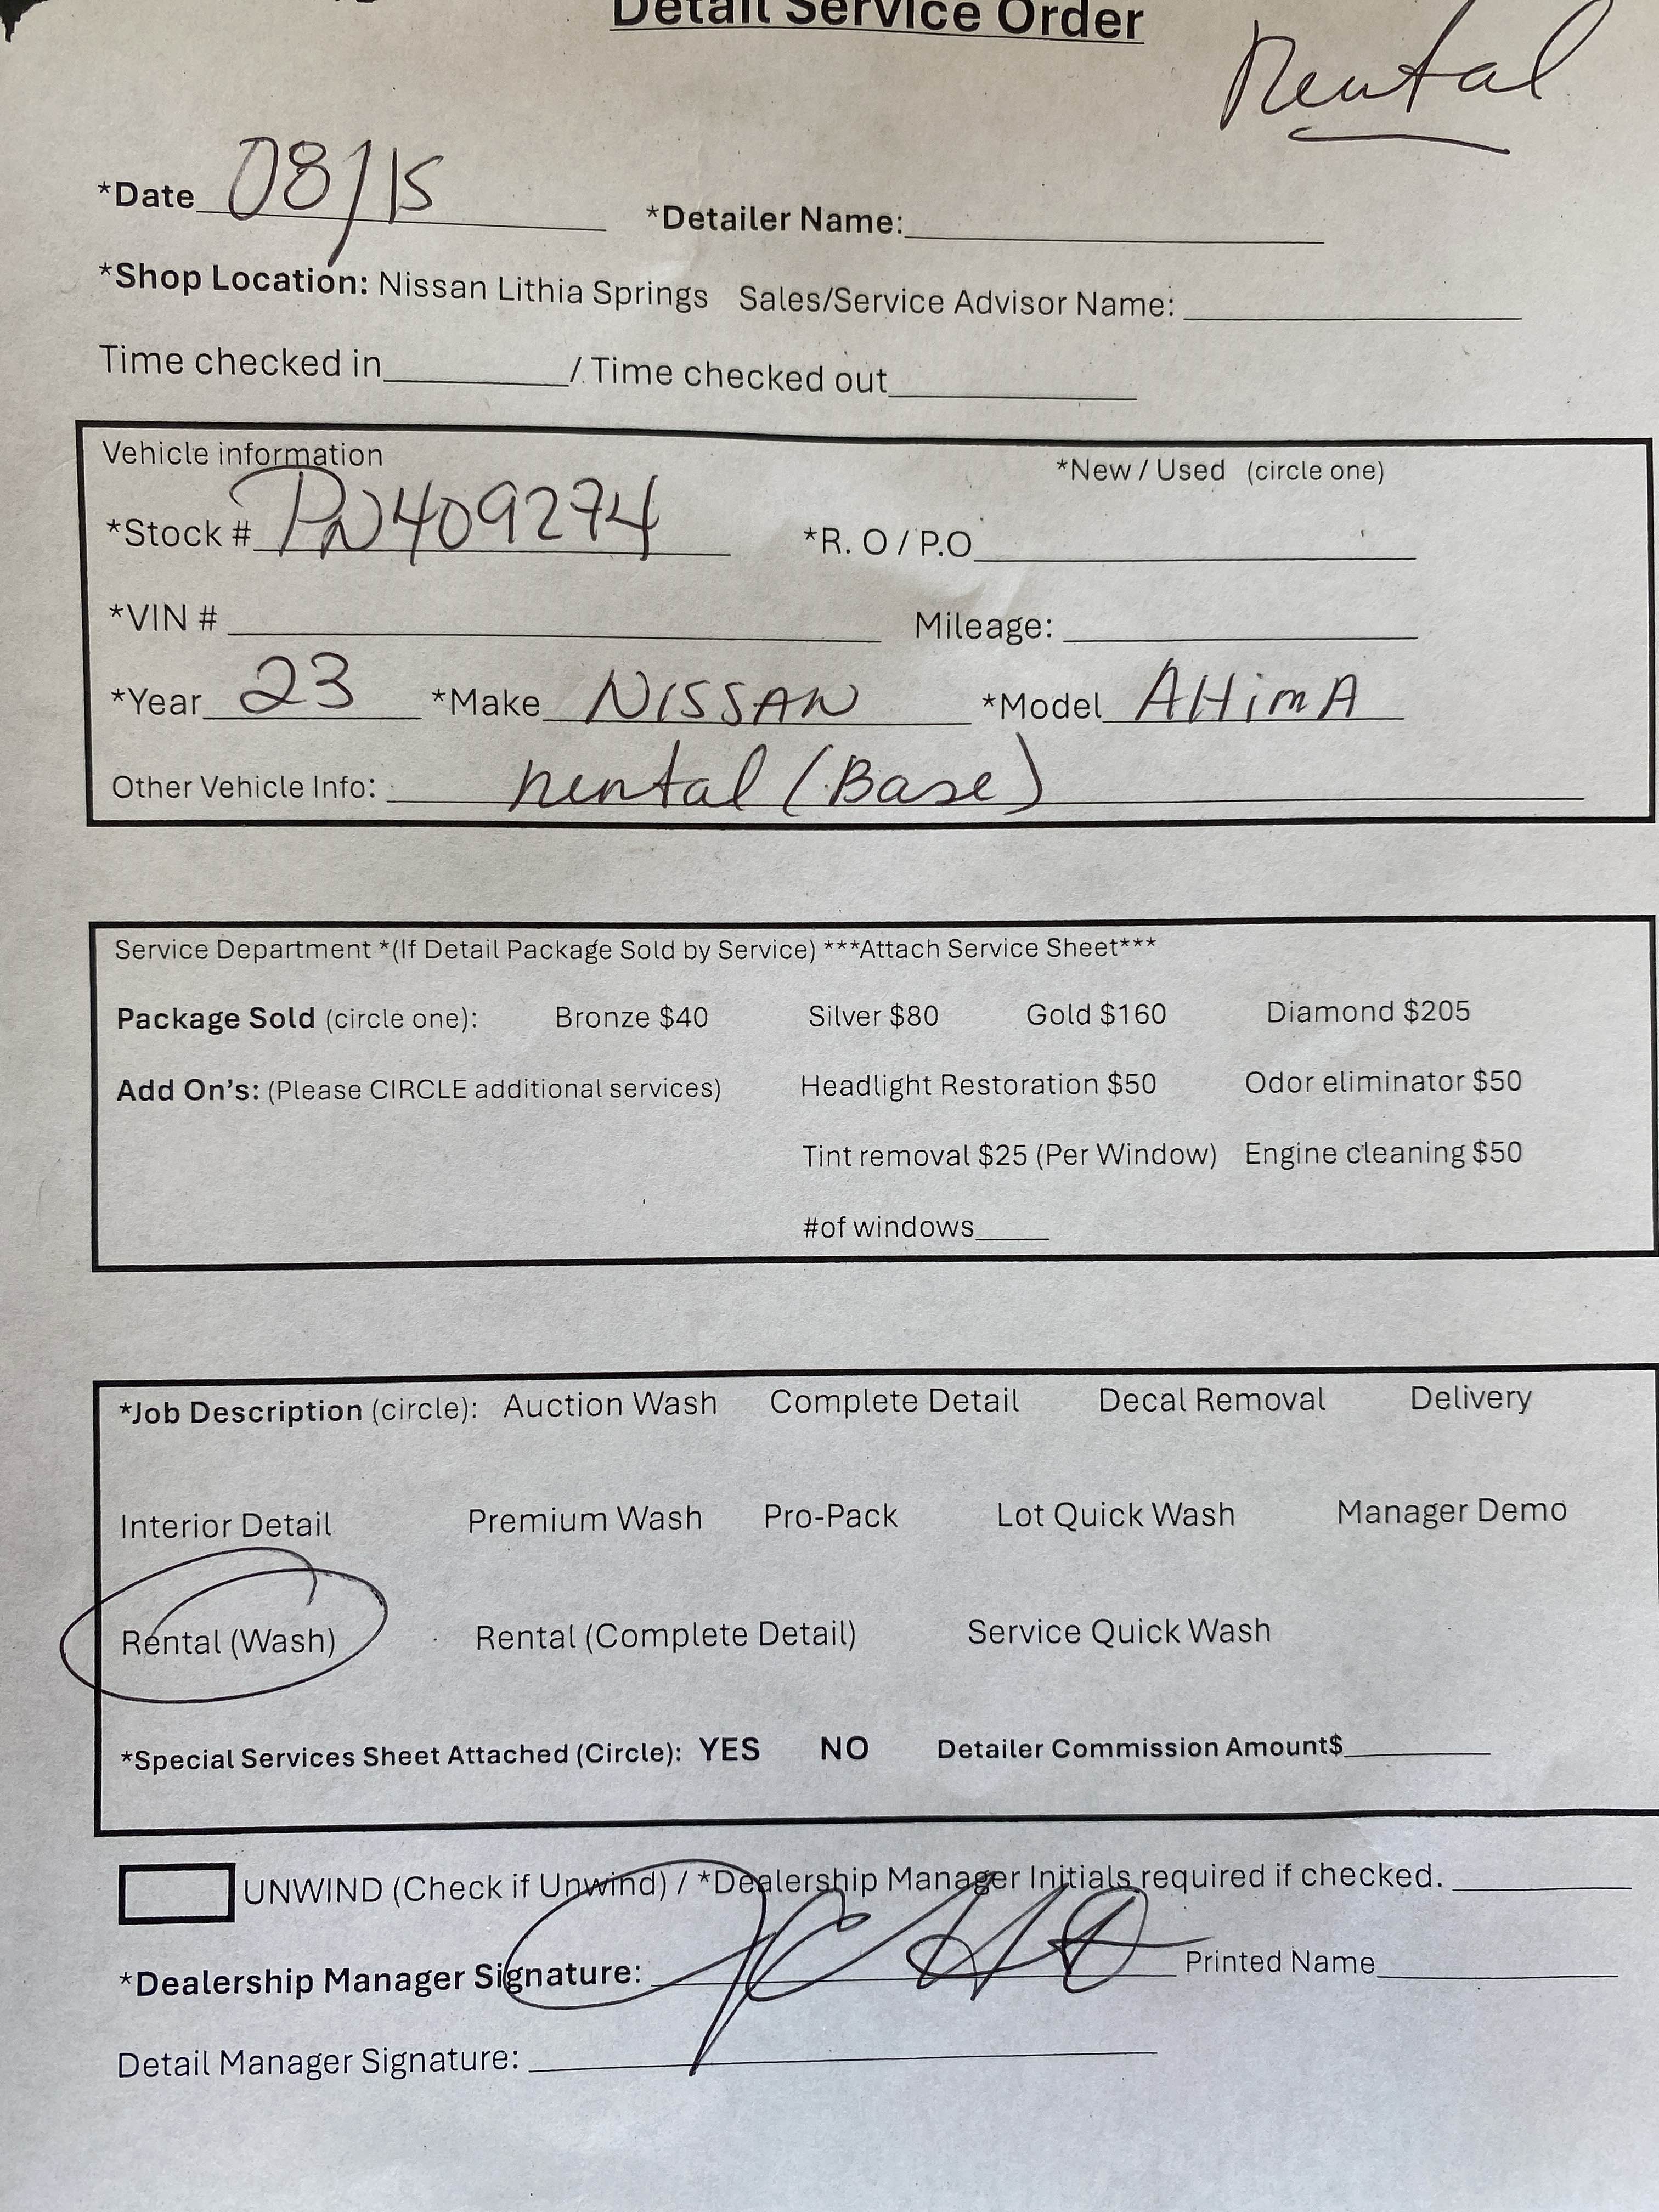 Detail Service Order
Rental
*Date 08/15 *Detailer Name:
*Shop Location: Nissan Lithia Springs Sales/Service Advisor Name:
Time checked in / Time checked out
Vehicle information *New / Used (circle one)
*Stock # PN409274 *R. O / P.O
*VIN # Mileage:
*Year 23 *Make NISSAN *Model AltimA
Other Vehicle Info: rental (Base)
Service Department *(If Detail Package Sold by Service) ***Attach Service Sheet***
Package Sold (circle one): Bronze $40 Silver $80 Gold $160 Diamond $205
Add On's: (Please CIRCLE additional services) Headlight Restoration $50 Odor eliminator $50
Tint removal $25 (Per Window) Engine cleaning $50
#of windows
*Job Description (circle): Auction Wash Complete Detail Decal Removal Delivery
Interior Detail Premium Wash Pro-Pack Lot Quick Wash Manager Demo
Rental (Wash) Rental (Complete Detail) Service Quick Wash
*Special Services Sheet Attached (Circle): YES NO Detailer Commission Amount$
UNWIND (Check if Unwind) / *Dealership Manager Initials required if checked.
*Dealership Manager Signature: Printed Name
Detail Manager Signature: